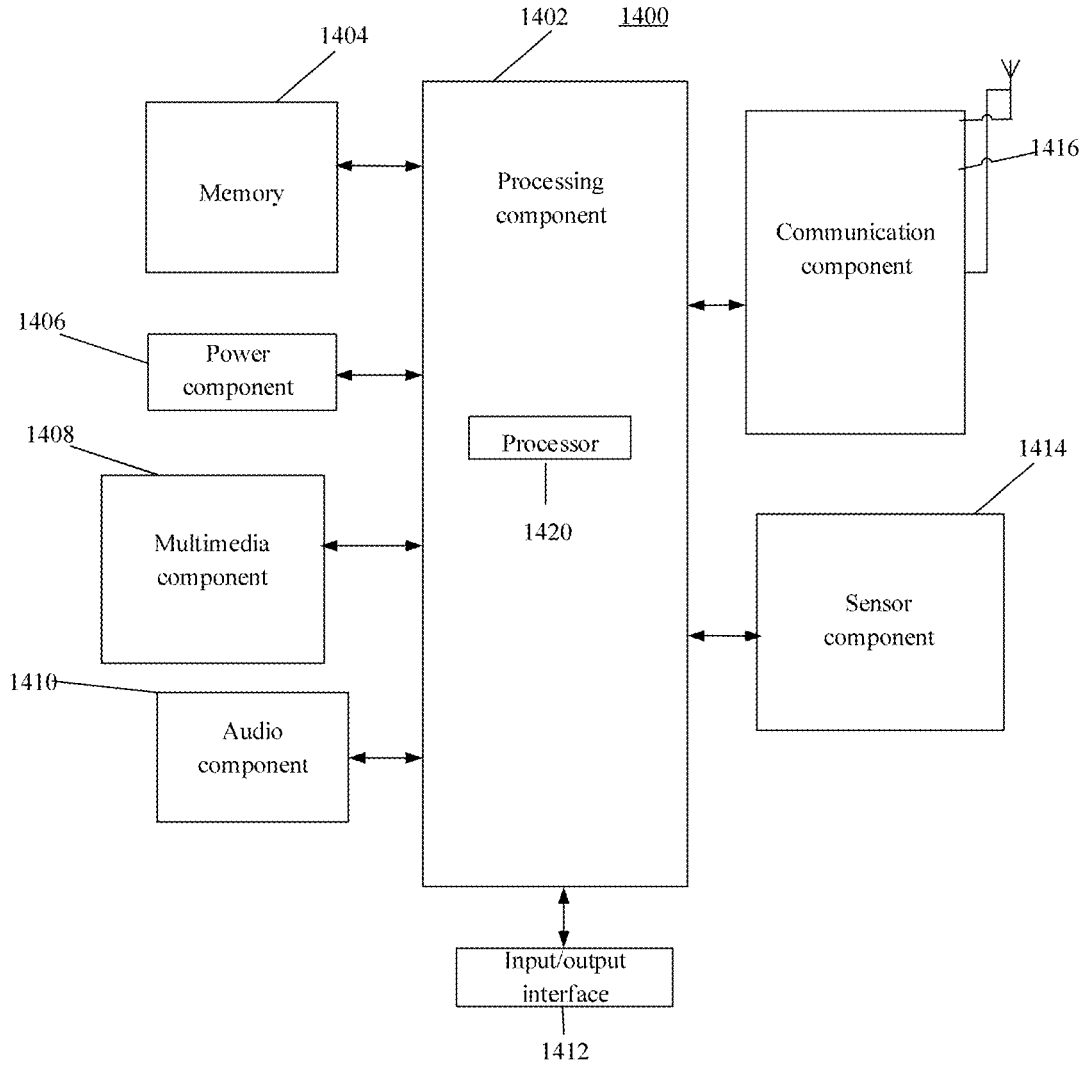 1402
1400
1404
Memory
Processing
component
1416
Communication
component
1406
Power
component
1408
Processor
1420
1414
Multimedia
component
Sensor
component
1410
Audio
component
Input/output
interface
1412